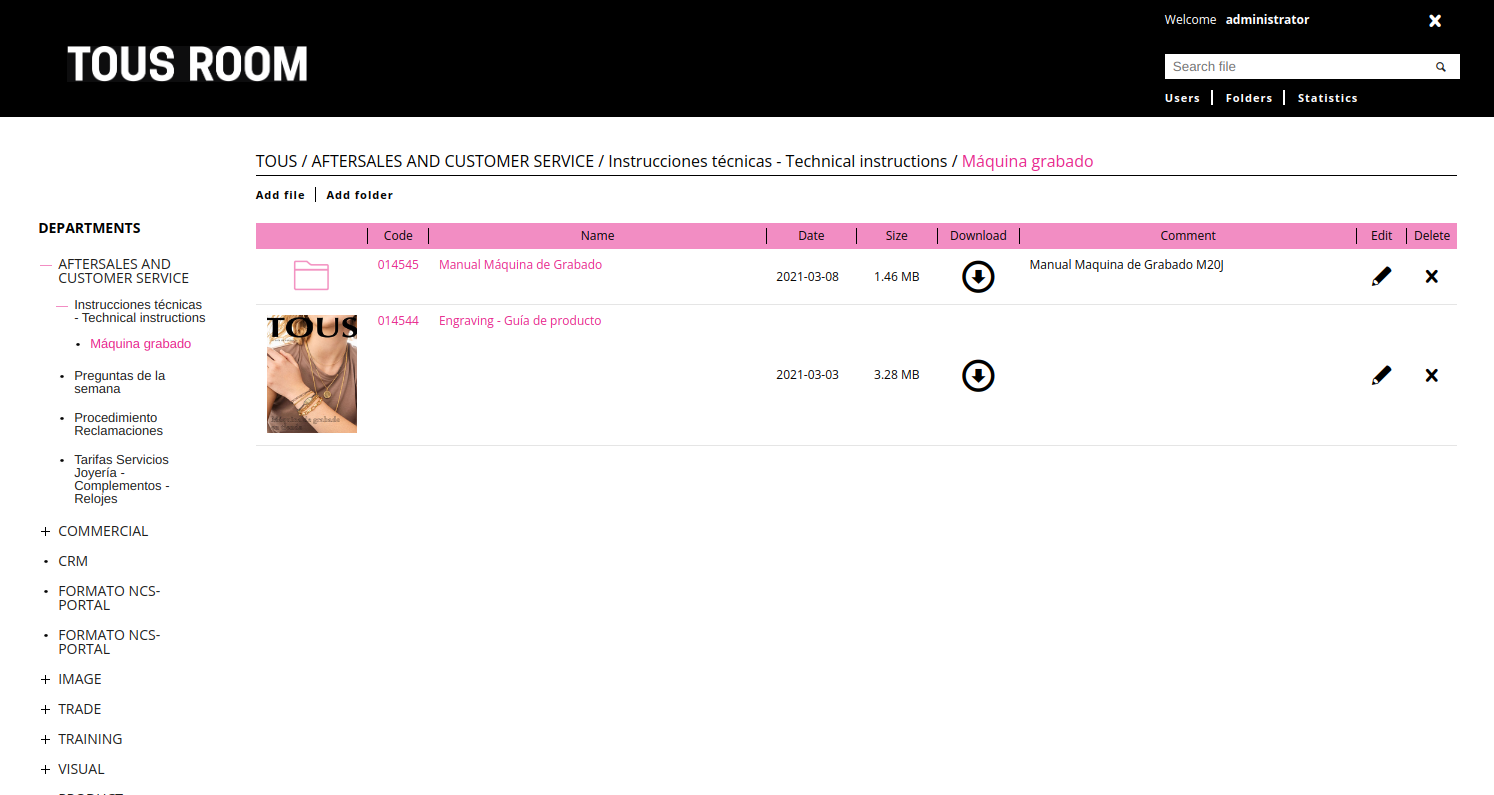 Welcome administrator
TOUS ROOM
Search file
Users
Folders
Statistics
TOUS / AFTERSALES AND CUSTOMER SERVICE / Instrucciones técnicas - Technical instructions / Máquina grabado
Add file
Add folder
DEPARTMENTS
AFTERSALES AND
CUSTOMER SERVICE
Instrucciones técnicas
- Technical instructions
Máquina grabado
Preguntas de la
semana
Procedimiento
Reclamaciones
Tarifas Servicios
Joyería -
Complementos -
Relojes
COMMERCIAL
CRM
FORMATO NCS-
PORTAL
FORMATO NCS-
PORTAL
IMAGE
TRADE
TRAINING
VISUAL
Code Name Date Size Download Comment Edit Delete
014545 Manual Máquina de Grabado 2021-03-08 1.46 MB Manual Maquina de Grabado M20J
TOUS
014544 Engraving - Guía de producto 2021-03-03 3.28 MB